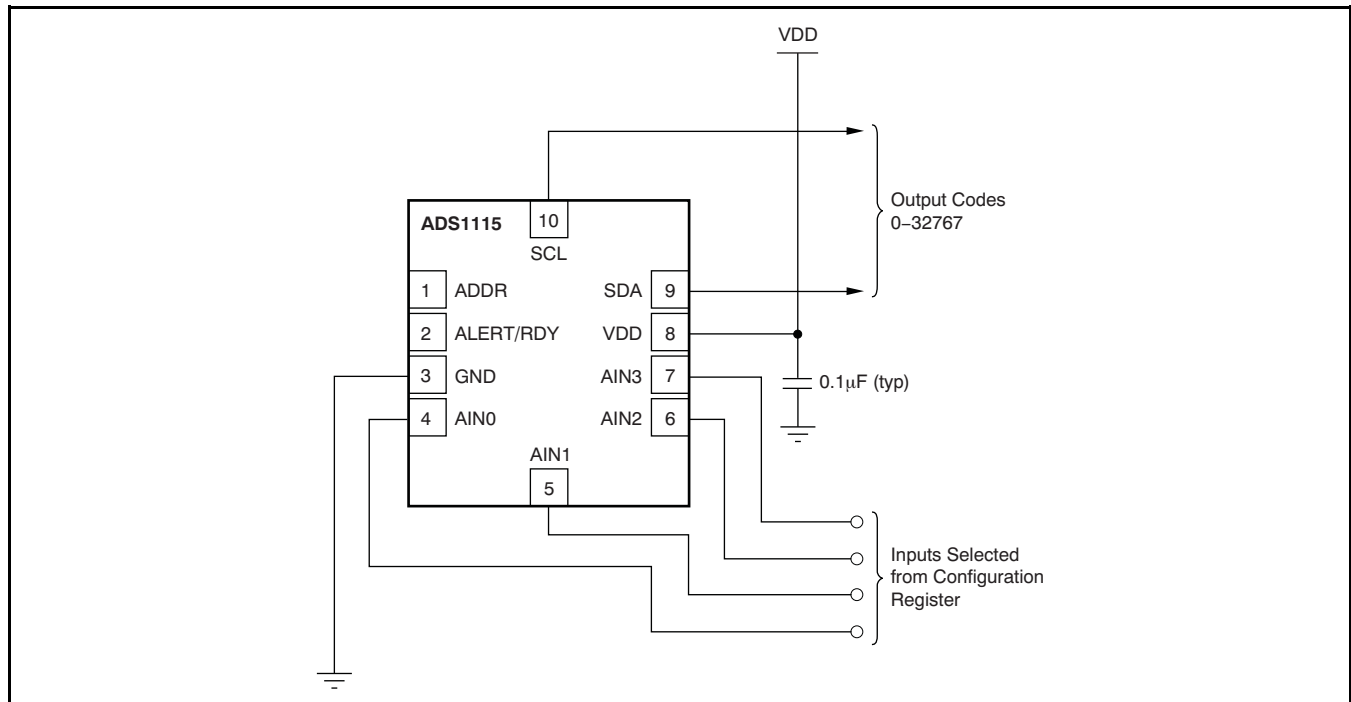 VDD
Output Codes
0–32767
ADS1115
10
SCL
1 ADDR
SDA 9
2 ALERT/RDY
VDD 8
3 GND
AIN3 7
0.1μF (typ)
4 AIN0
AIN2 6
AIN1
5
Inputs Selected
from Configuration
Register